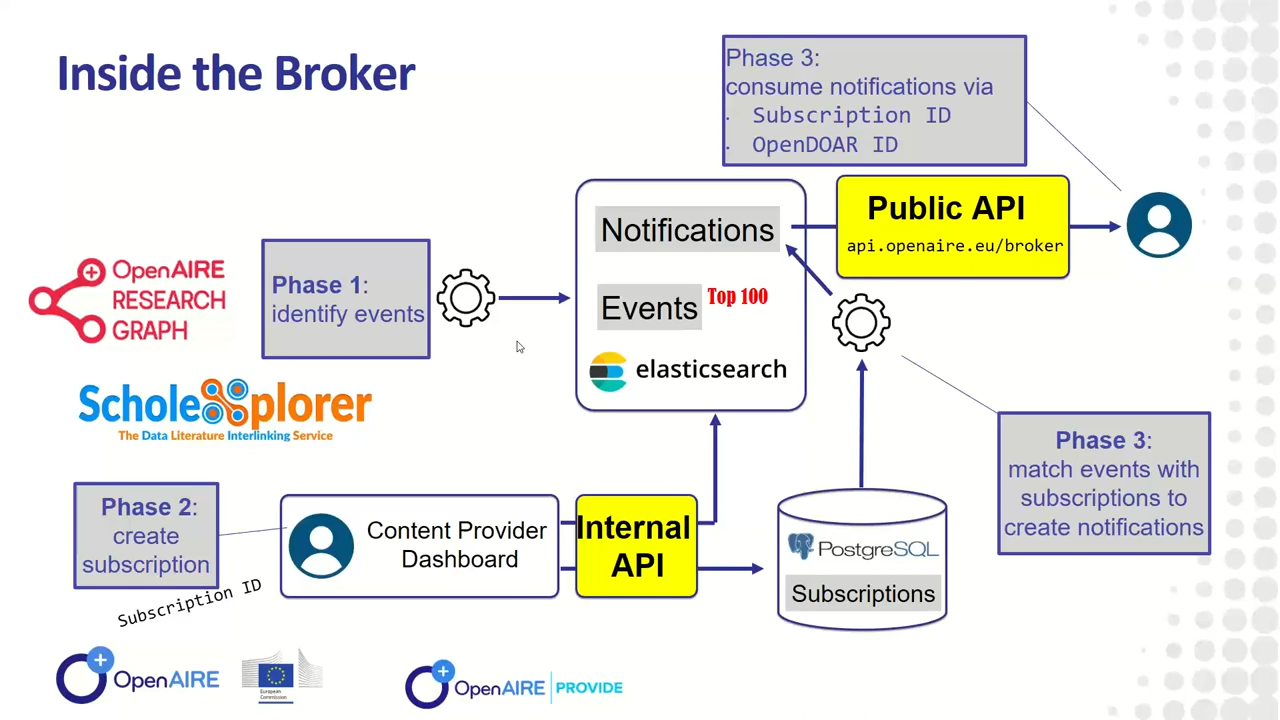 Inside the Broker
Phase 3:
consume notifications via
· Subscription ID
· OpenDOAR ID
Notifications
Public API
api.openaire.eu/broker
OpenAIRE
RESEARCH
GRAPH
Phase 1:
identify events
Events
Top 100
elasticsearch
ScholeXplorer
The Data Literature Interlinking Service
Phase 3:
match events with
subscriptions to
create notifications
Phase 2:
create
subscription
Subscription ID
Content Provider
Dashboard
Internal
API
PostgreSQL
Subscriptions
OpenAIRE
European
Commission
OpenAIRE PROVIDE